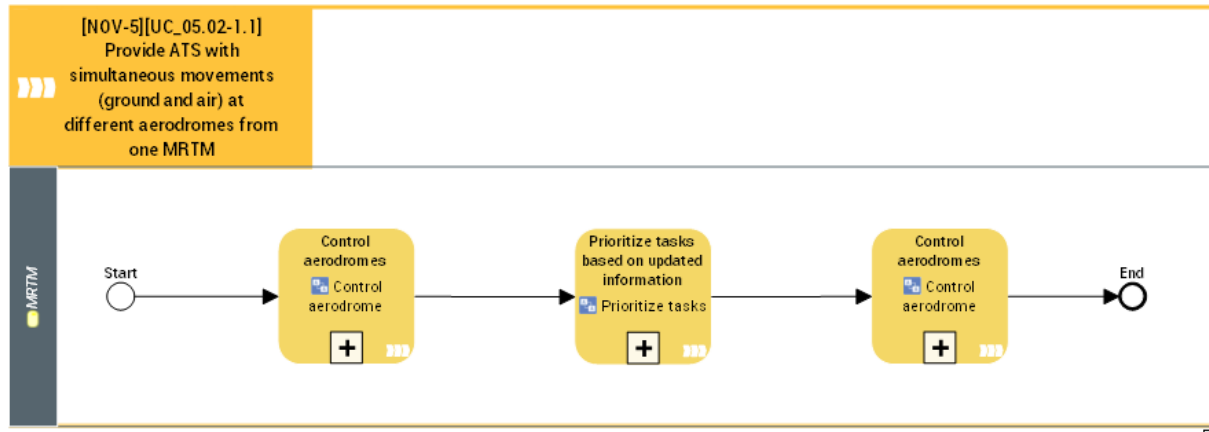 [NOV-5][UC_05.02-1.1]
Provide ATS with
simultaneous movements
(ground and air) at
different aerodromes from
one MRTM
MRTM
Start
Control
aerodromes
Control
aerodrome
Prioritize tasks
based on updated
information
Prioritize tasks
Control
aerodromes
Control
aerodrome
End